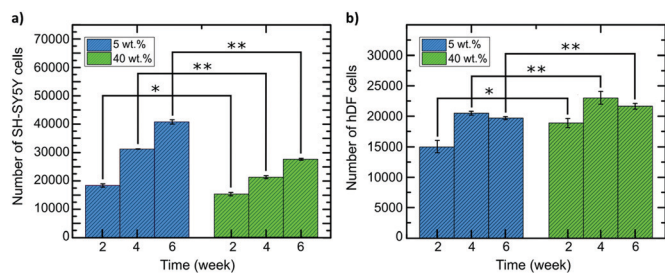 a)
5 wt.%
40 wt.%
Number of SH-SY5Y cells
75000
70000
60000
50000
40000
30000
20000
10000
0
*
**
**
2 4 6 2 4 6
Time (week)
b)
5 wt.%
40 wt.%
Number of hDF cells
30000
25000
20000
15000
10000
5000
0
*
**
**
2 4 6 2 4 6
Time (week)